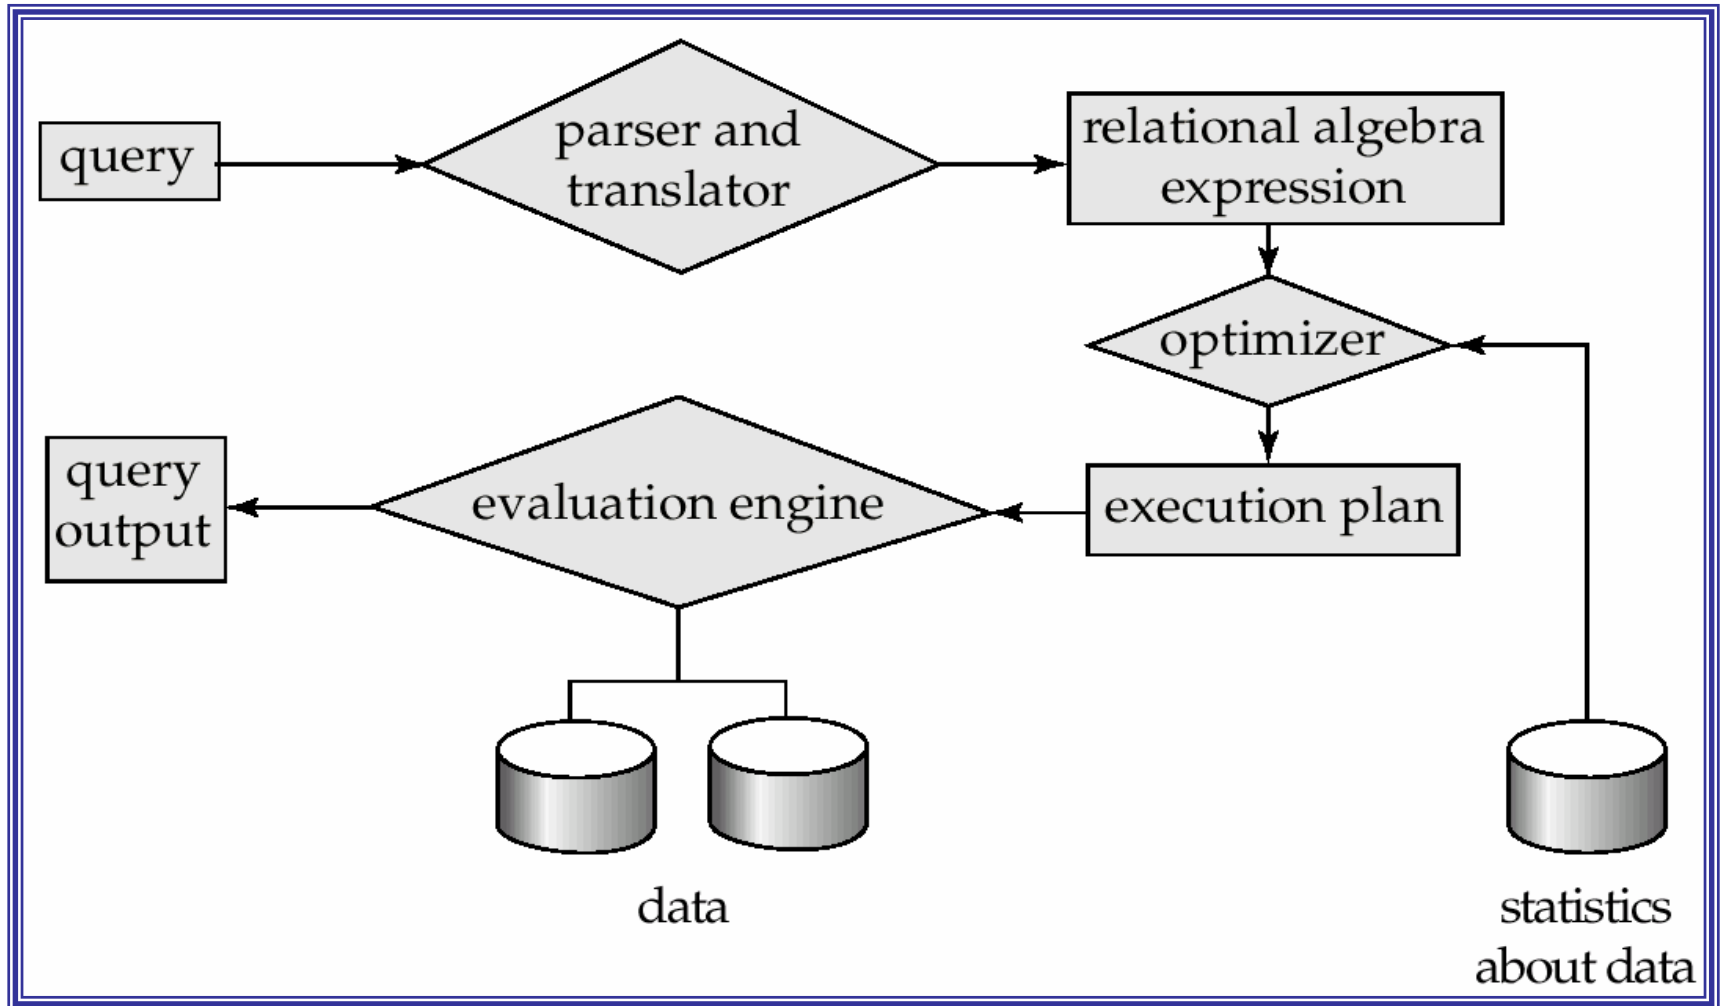 query
parser and
translator
relational algebra
expression
optimizer
execution plan
evaluation engine
query
output
data
statistics
about data